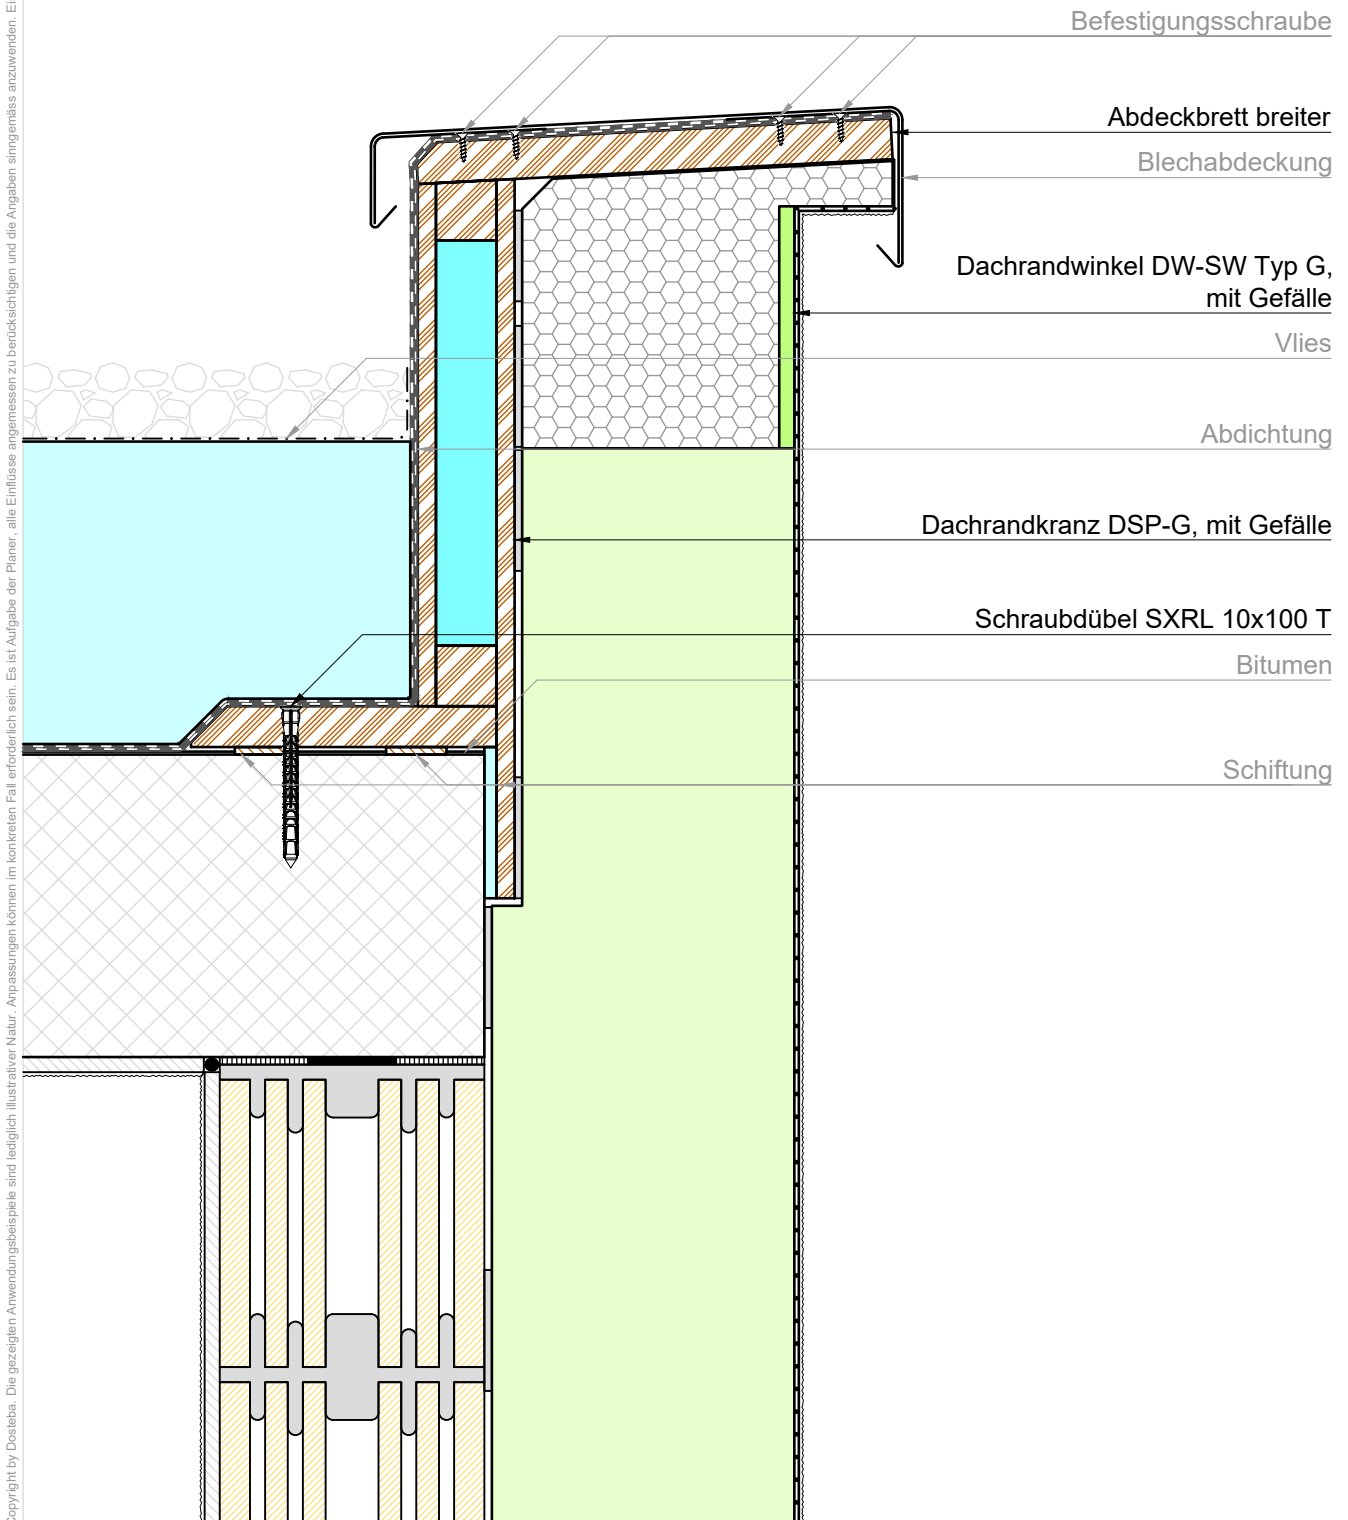 Befestigungsschraube
Abdeckbrett breiter
Blechabdeckung
Dachrandwinkel DW-SW Typ G,
mit Gefälle
Vlies
Abdichtung
Dachrandkranz DSP-G, mit Gefälle
Schraubdübel SXRL 10x100 T
Bitumen
Schiftung
Copyright by Dosteba. Die gezeigten Anwendungsbeispiele sind lediglich illustrativer Natur. Anpassungen können im konkreten Fall erforderlich sein. Es ist Aufgabe der Planer, alle Einflüsse angemessen zu berücksichtigen und die Angaben sinngemäss anzuwenden.